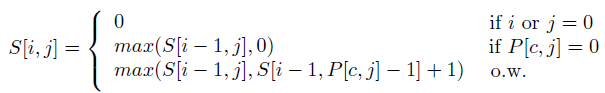 0 if i or j = 0
S[i, j] = { max(S[i − 1, j], 0) if P[c, j] = 0
max(S[i − 1, j], S[i − 1, P[c, j] − 1] + 1) o.w.